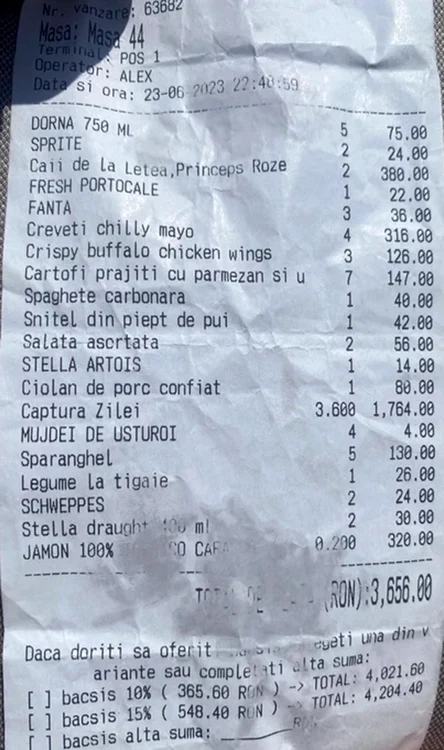 Nr. vanzare: 63682
Masa: Masa 44
Terminal: POS 1
Operator: ALEX
Data si ora: 23-06-2023 22:40:59
DORNA 750 ML 5 75.00
SPRITE 2 24.00
Caii de la Letea,Princeps Roze 2 380.00
FRESH PORTOCALE 1 22.00
FANTA 3 36.00
Creveti chilly mayo 4 316.00
Crispy buffalo chicken wings 3 126.00
Cartofi prajiti cu parmezan si u 7 147.00
Spaghete carbonara 1 40.00
Snitel din piept de pui 1 42.00
Salata asortata 2 56.00
STELLA ARTOIS 1 14.00
Ciolan de porc confiat 1 80.00
Captura Zilei 3.600 1,764.00
MUJDEI DE USTUROI 4 4.00
Sparanghel 5 130.00
Legume la tigaie 1 26.00
SCHWEPPES 2 24.00
Stella draught ml 2 30.00
JAMON 100% 0.200 320.00
(RON):3,656.00
Daca doriti sa oferit una din v
ariante sau completati alta suma:
[ ] bacsis 10% ( 365.60 RON ) -> TOTAL: 4,021.60
[ ] bacsis 15% ( 548.40 RON ) -> TOTAL: 4,204.40
[ ] bacsis alta suma: ______ RON